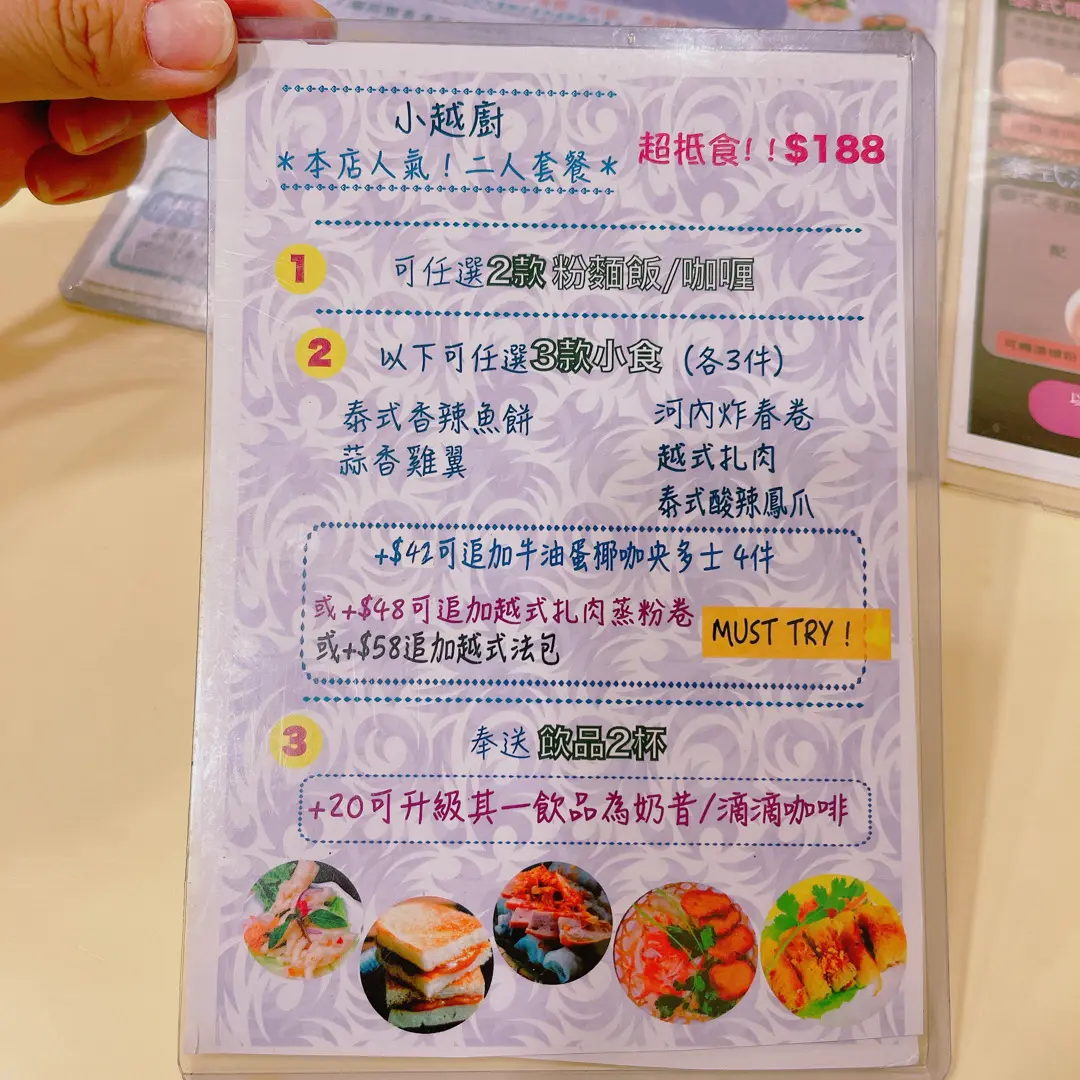 小越廚
*本店人氣！二人套餐*
超抵食!!$188
1 可任選2款粉麵飯/咖喱
2 以下可任選3款小食 (各3件)
泰式香辣魚餅 河內炸春卷
蒜香雞翼 越式扎肉
泰式酸辣鳳爪
+$42可追加牛油蛋椰咖央多士 4件
或+$48可追加越式扎肉蒸粉卷
或+$58追加越式法包
MUST TRY !
3 奉送 飲品2杯
+20可升級其一飲品為奶昔/滴滴咖啡
配